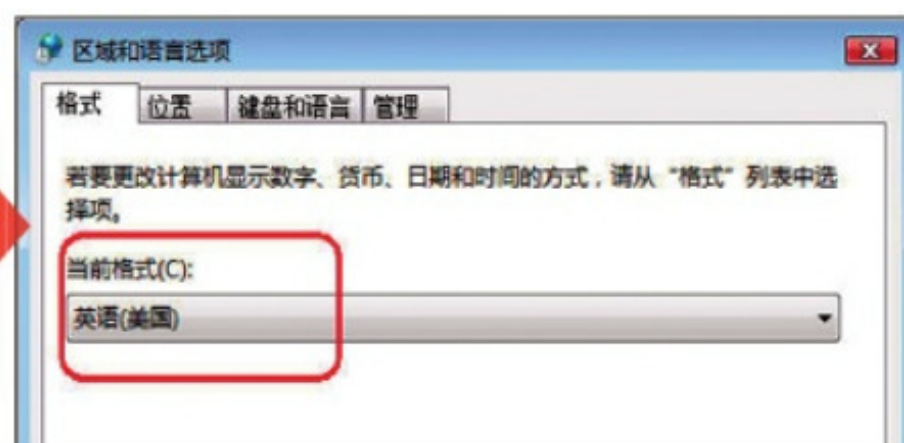 区域和语言选项
格式 位置 键盘和语言 管理
若要更改计算机显示数字、货币、日期和时间的方式，请从“格式”列表中选
择项。
当前格式(C):
英语(美国)